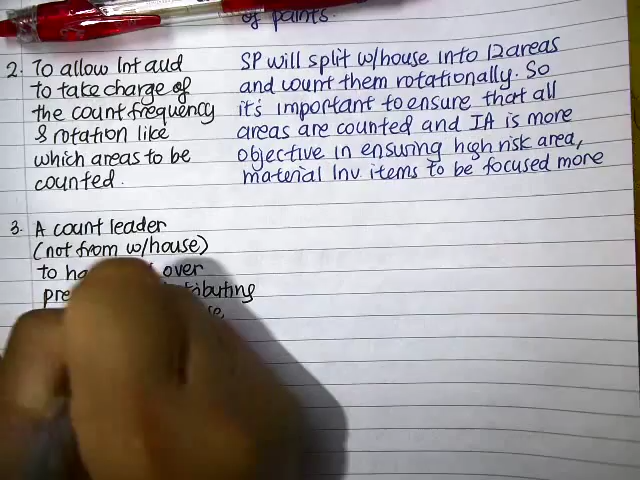 of paints.
2. To allow Int aud
to take charge of
the count frequency
& rotation like
which areas to be
counted.
SP will split w/house into 12 areas
and count them rotationally. So
it's important to ensure that all
areas are counted and IA is more
objective in ensuring high risk area,
material Inv. items to be focused more
3. A count leader
(not from w/house)
to over